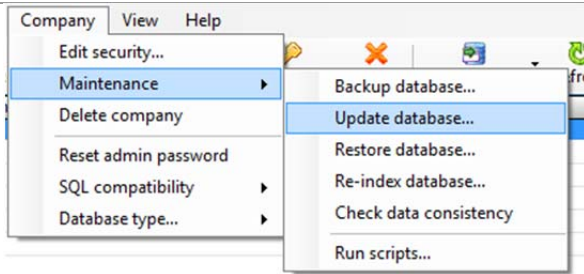 Company View Help
Edit security...
Maintenance
Delete company
Reset admin password
SQL compatibility
Database type...
Backup database...
Update database...
Restore database...
Re-index database...
Check data consistency
Run scripts...